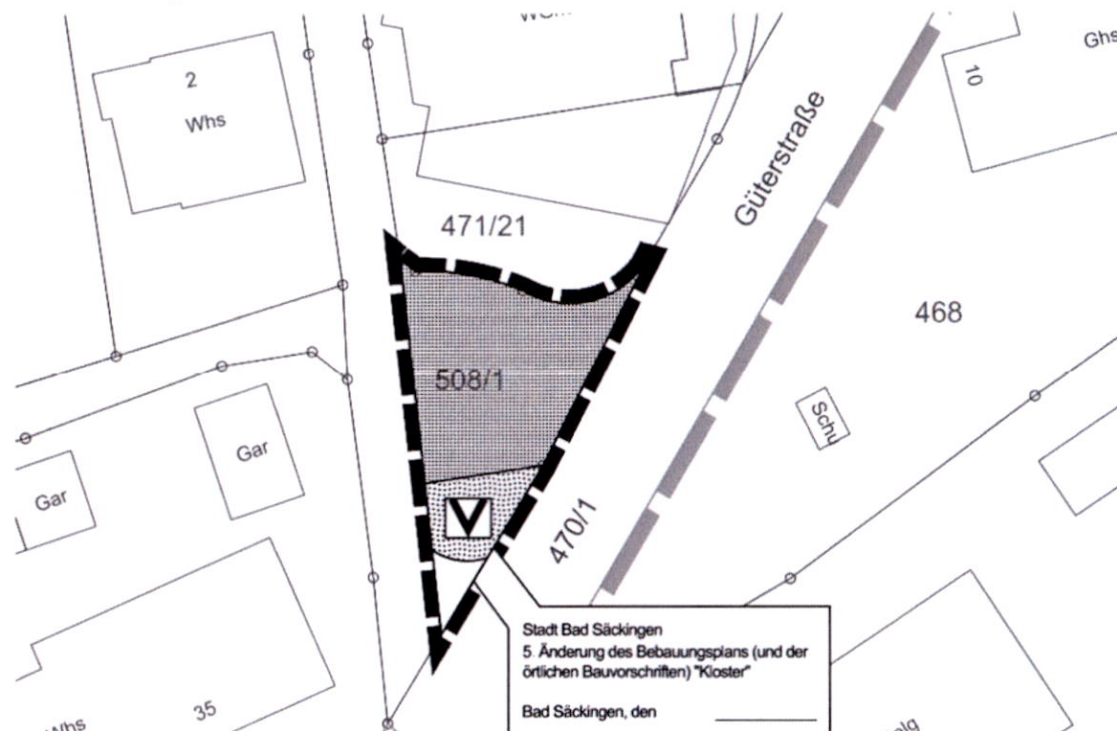 2
Whs
Güterstraße
10
Ghs
471/21
468
508/1
Schu
Gar
Gar
470/1
Stadt Bad Säckingen
5. Änderung des Bebauungsplans (und der
örtlichen Bauvorschriften) "Kloster"
Bad Säckingen, den
35
Whs